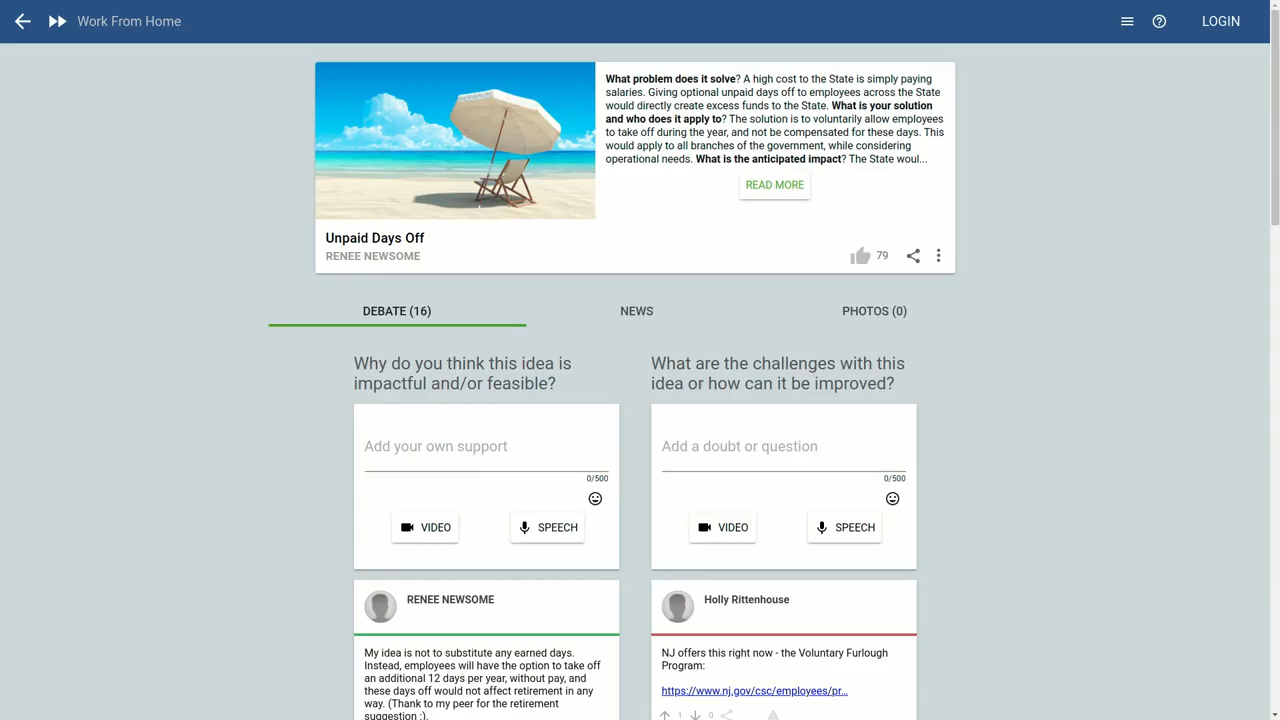 Work From Home
LOGIN
What problem does it solve? A high cost to the State is simply paying
salaries. Giving optional unpaid days off to employees across the State
would directly create excess funds to the State. What is your solution
and who does it apply to? The solution is to voluntarily allow employees
to take off during the year, and not be compensated for these days. This
would apply to all branches of the government, while considering
operational needs. What is the anticipated impact? The State woul...
READ MORE
Unpaid Days Off
RENEE NEWSOME
79
DEBATE (16)
NEWS
PHOTOS (0)
Why do you think this idea is
impactful and/or feasible?
Add your own support
0/500
VIDEO
SPEECH
What are the challenges with this
idea or how can it be improved?
Add a doubt or question
0/500
VIDEO
SPEECH
RENEE NEWSOME
My idea is not to substitute any earned days.
Instead, employees will have the option to take off
an additional 12 days per year, without pay, and
these days off would not affect retirement in any
way. (Thank to my peer for the retirement
suggestion :).
Holly Rittenhouse
NJ offers this right now - the Voluntary Furlough
Program:
https://www.nj.gov/csc/employees/pr...
1
0